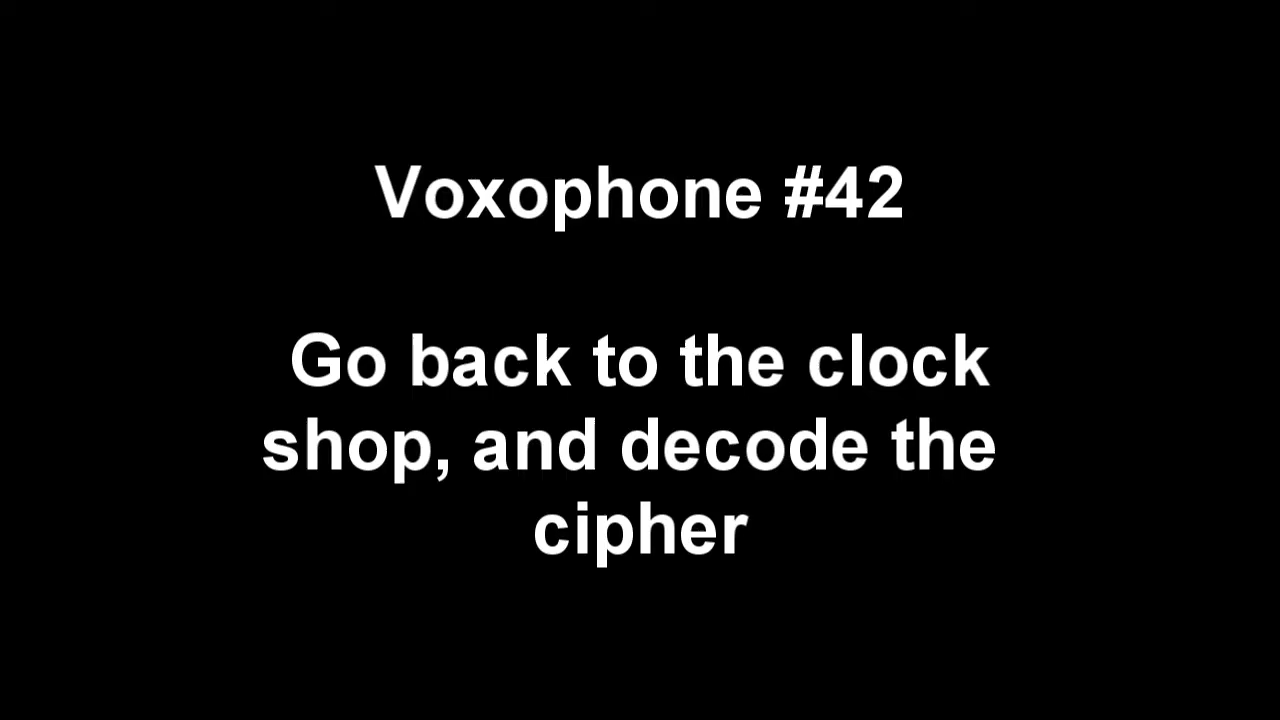 Voxophone #42
Go back to the clock
shop, and decode the
cipher